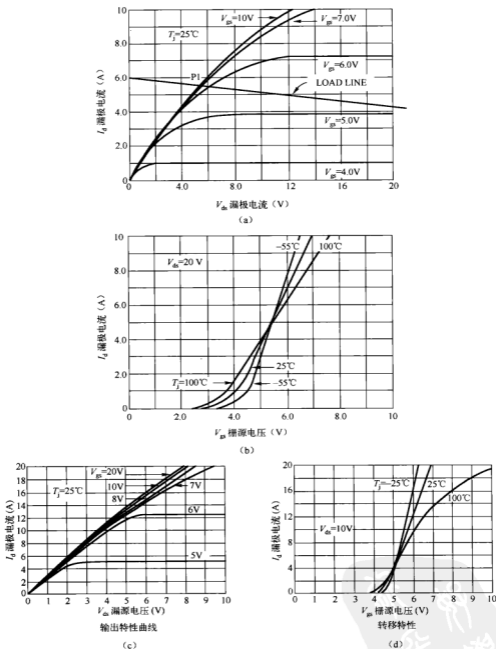 10
8.0
6.0
4.0
2.0
0
I_d 漏极电流 (A)
T_j=25℃
V_gs=10V
V_gs=7.0V
V_gs=6.0V
P1
LOAD LINE
V_gs=5.0V
V_gs=4.0V
0 4.0 8.0 12 16 20
V_ds 漏极电流 (V)
(a)
10
8.0
6.0
4.0
2.0
0
I_d 漏极电流 (A)
V_ds=20 V
-55℃ 100℃
25℃
T_j=100℃
-55℃
0 2.0 4.0 6.0 8.0 10
V_gs 栅源电压 (V)
(b)
20
18
16
14
12
10
8
6
4
2
0
I_d 漏极电流 (A)
T_j=25℃
V_gs=20V
10V
8V
7V
6V
5V
0 1 2 3 4 5 6 7 8 9 10
V_ds 漏源电压 (V)
输出特性曲线
(c)
20
16
12
8
4
0
I_d 漏极电流 (A)
T_j=-25℃
25℃
100℃
V_ds=10V
0 1 2 3 4 5 6 7 8 9 10
V_gs 栅源电压 (V)
转移特性
(d)